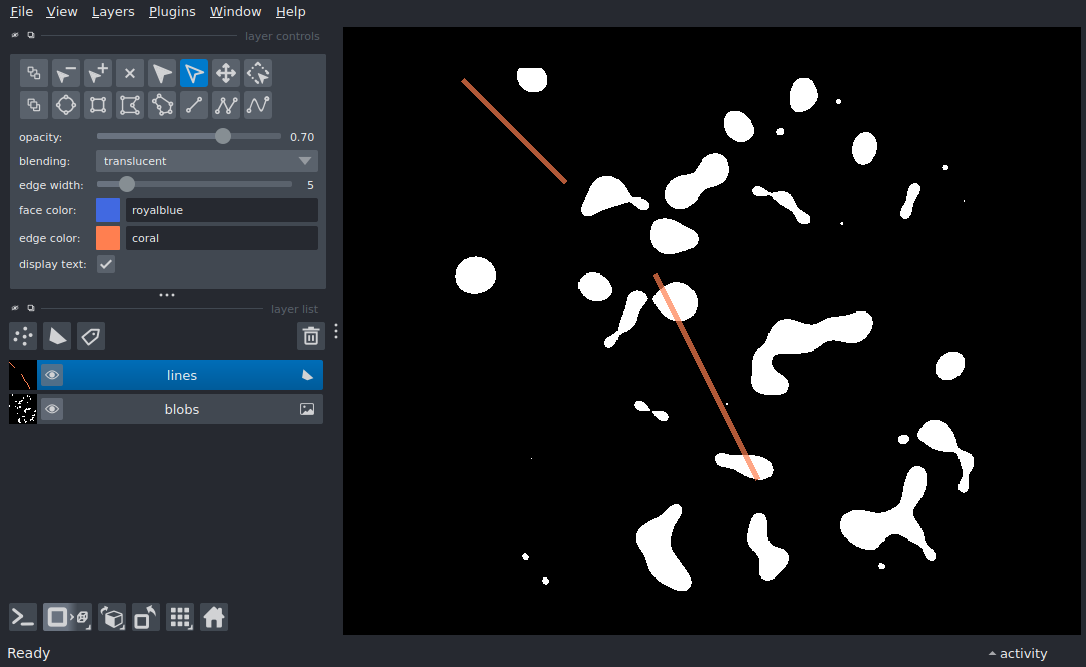 File View Layers Plugins Window Help
layer controls
opacity: 0.70
blending: translucent
edge width: 5
face color: royalblue
edge color: coral
display text:
layer list
lines
blobs
Ready activity